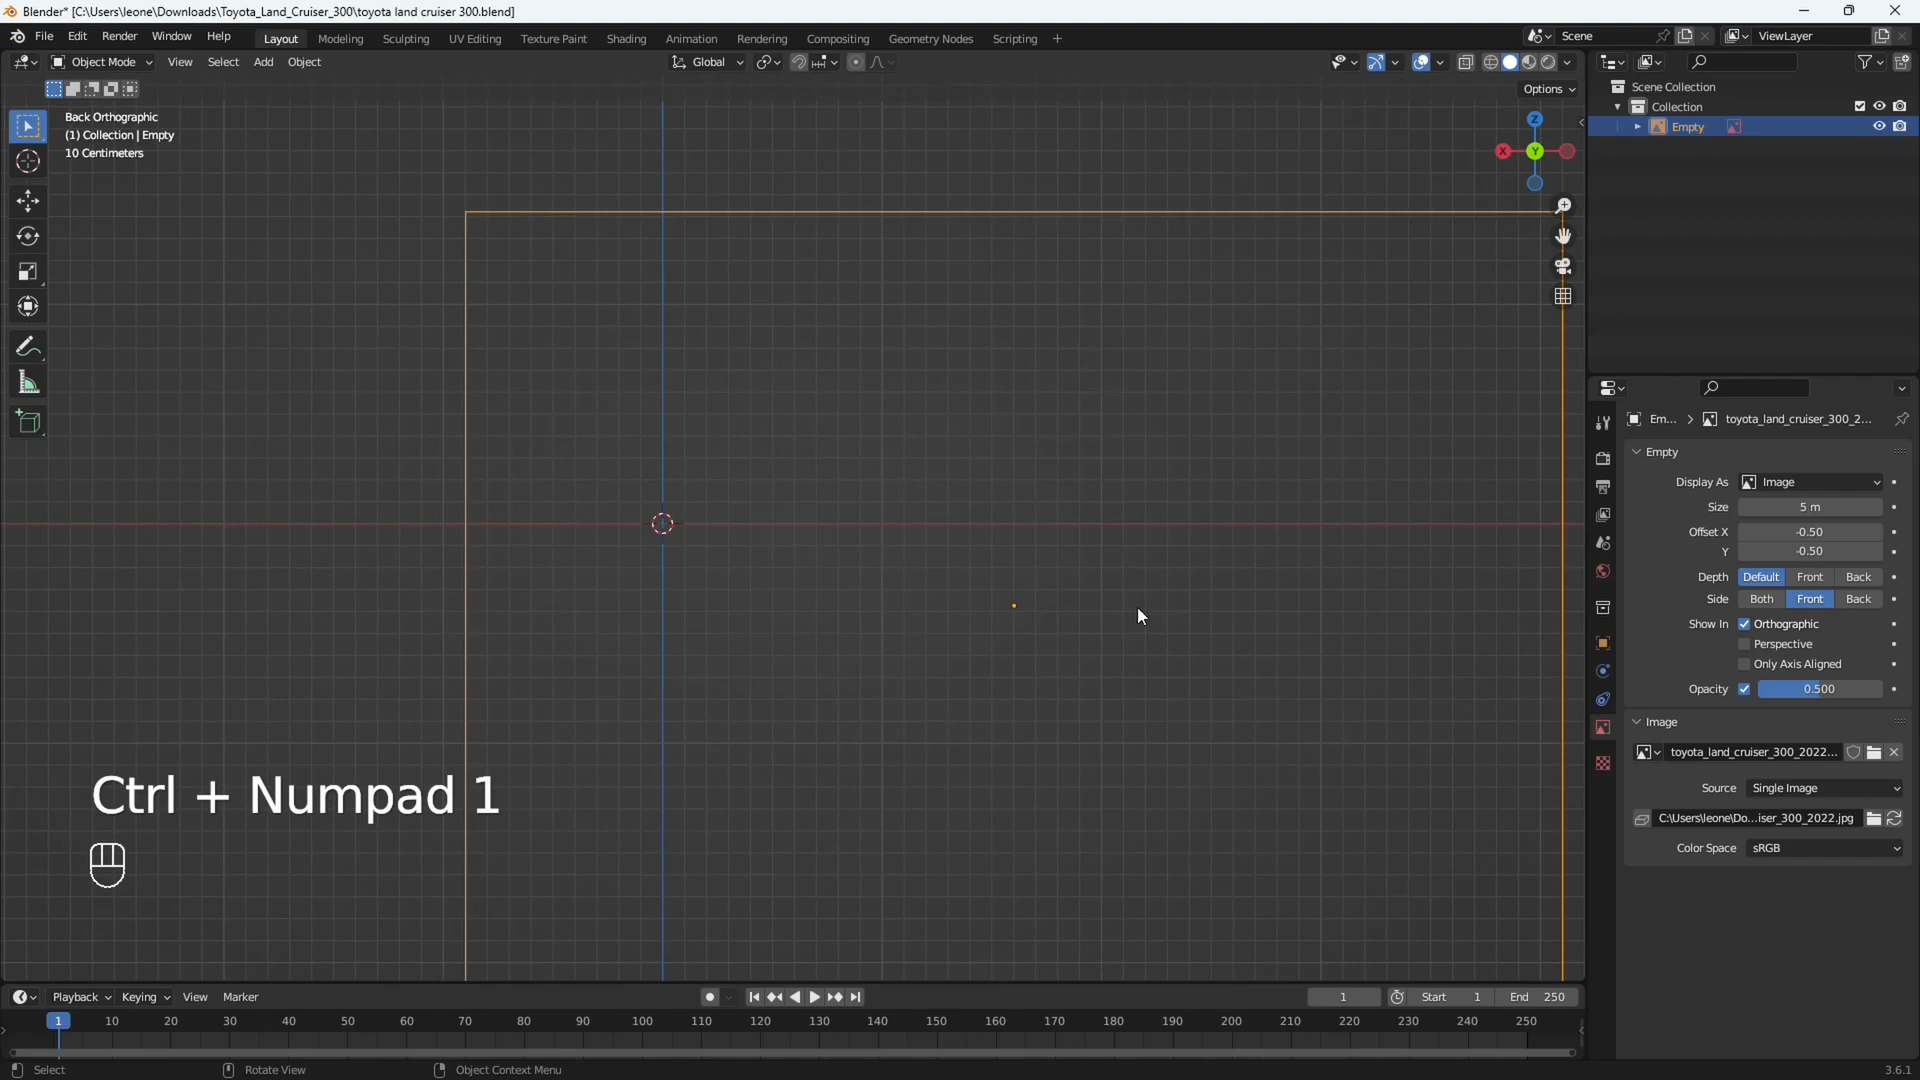 Blender* [C:\Users\leone\Downloads\Toyota_Land_Cruiser_300\toyota land cruiser 300.blend]
File Edit Render Window Help Layout Modeling Sculpting UV Editing Texture Paint Shading Animation Rendering Compositing Geometry Nodes Scripting + Scene ViewLayer
Object Mode View Select Add Object Global
Options
Back Orthographic
(1) Collection | Empty
10 Centimeters
Z
X
Y
Scene Collection
Collection
Empty
Em... toyota_land_cruiser_300_2...
Empty
Display As Image
Size 5 m
Offset X -0.50
Y -0.50
Depth Default Front Back
Side Both Front Back
Show In Orthographic
Perspective
Only Axis Aligned
Opacity 0.500
Image
toyota_land_cruiser_300_2022...
Source Single Image
C:\Users\leone\Do...iser_300_2022.jpg
Color Space sRGB
Ctrl + Numpad 1
Playback Keying View Marker 1 Start 1 End 250
1 10 20 30 40 50 60 70 80 90 100 110 120 130 140 150 160 170 180 190 200 210 220 230 240 250
Select Rotate View Object Context Menu 3.6.1